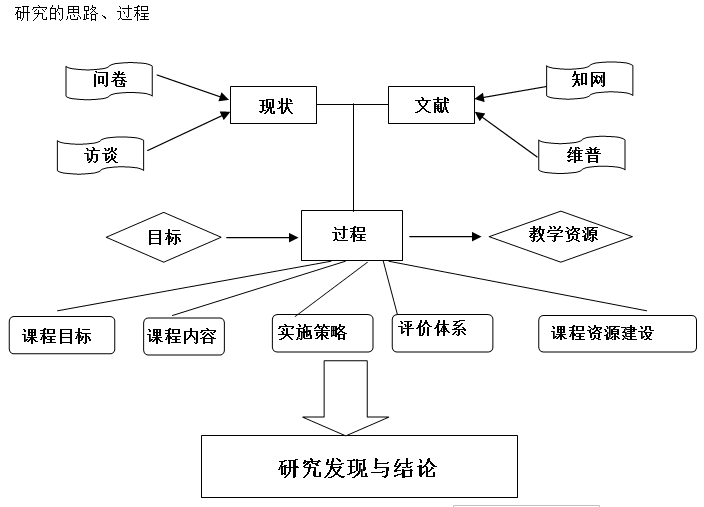 研究的思路、过程
问卷
知网
现状
文献
访谈
维普
目标
过程
教学资源
课程目标
课程内容
实施策略
评价体系
课程资源建设
研究发现与结论